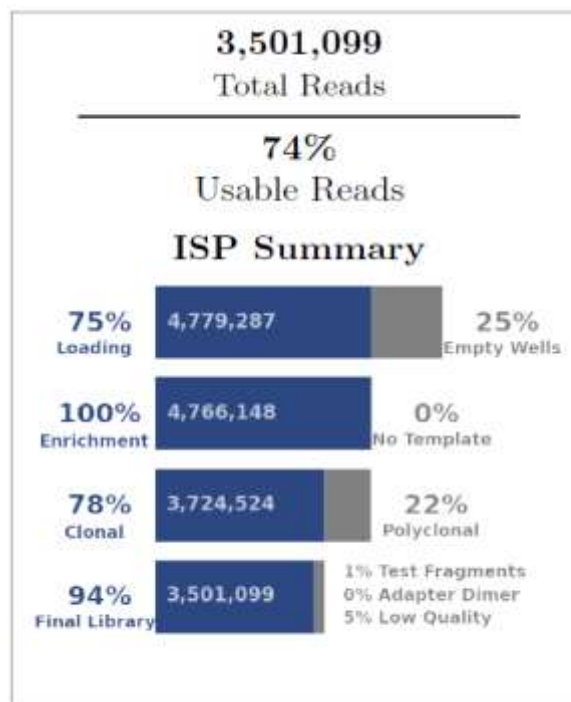 3,501,099
Total Reads
74%
Usable Reads
ISP Summary
75%
Loading
4,779,287
25%
Empty Wells
100%
Enrichment
4,766,148
0%
No Template
78%
Clonal
3,724,524
22%
Polyclonal
94%
Final Library
3,501,099
1% Test Fragments
0% Adapter Dimer
5% Low Quality